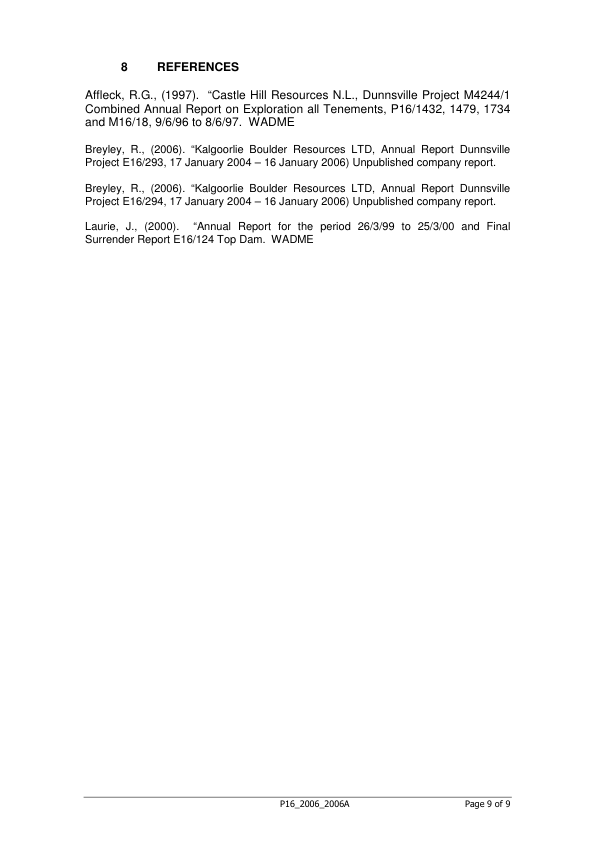 8 REFERENCES
Affleck, R.G., (1997). “Castle Hill Resources N.L., Dunnsville Project M4244/1
Combined Annual Report on Exploration all Tenements, P16/1432, 1479, 1734
and M16/18, 9/6/96 to 8/6/97. WADME
Breyley, R., (2006). “Kalgoorlie Boulder Resources LTD, Annual Report Dunnsville
Project E16/293, 17 January 2004 – 16 January 2006) Unpublished company report.
Breyley, R., (2006). “Kalgoorlie Boulder Resources LTD, Annual Report Dunnsville
Project E16/294, 17 January 2004 – 16 January 2006) Unpublished company report.
Laurie, J., (2000). “Annual Report for the period 26/3/99 to 25/3/00 and Final
Surrender Report E16/124 Top Dam. WADME
P16_2006_2006A Page 9 of 9